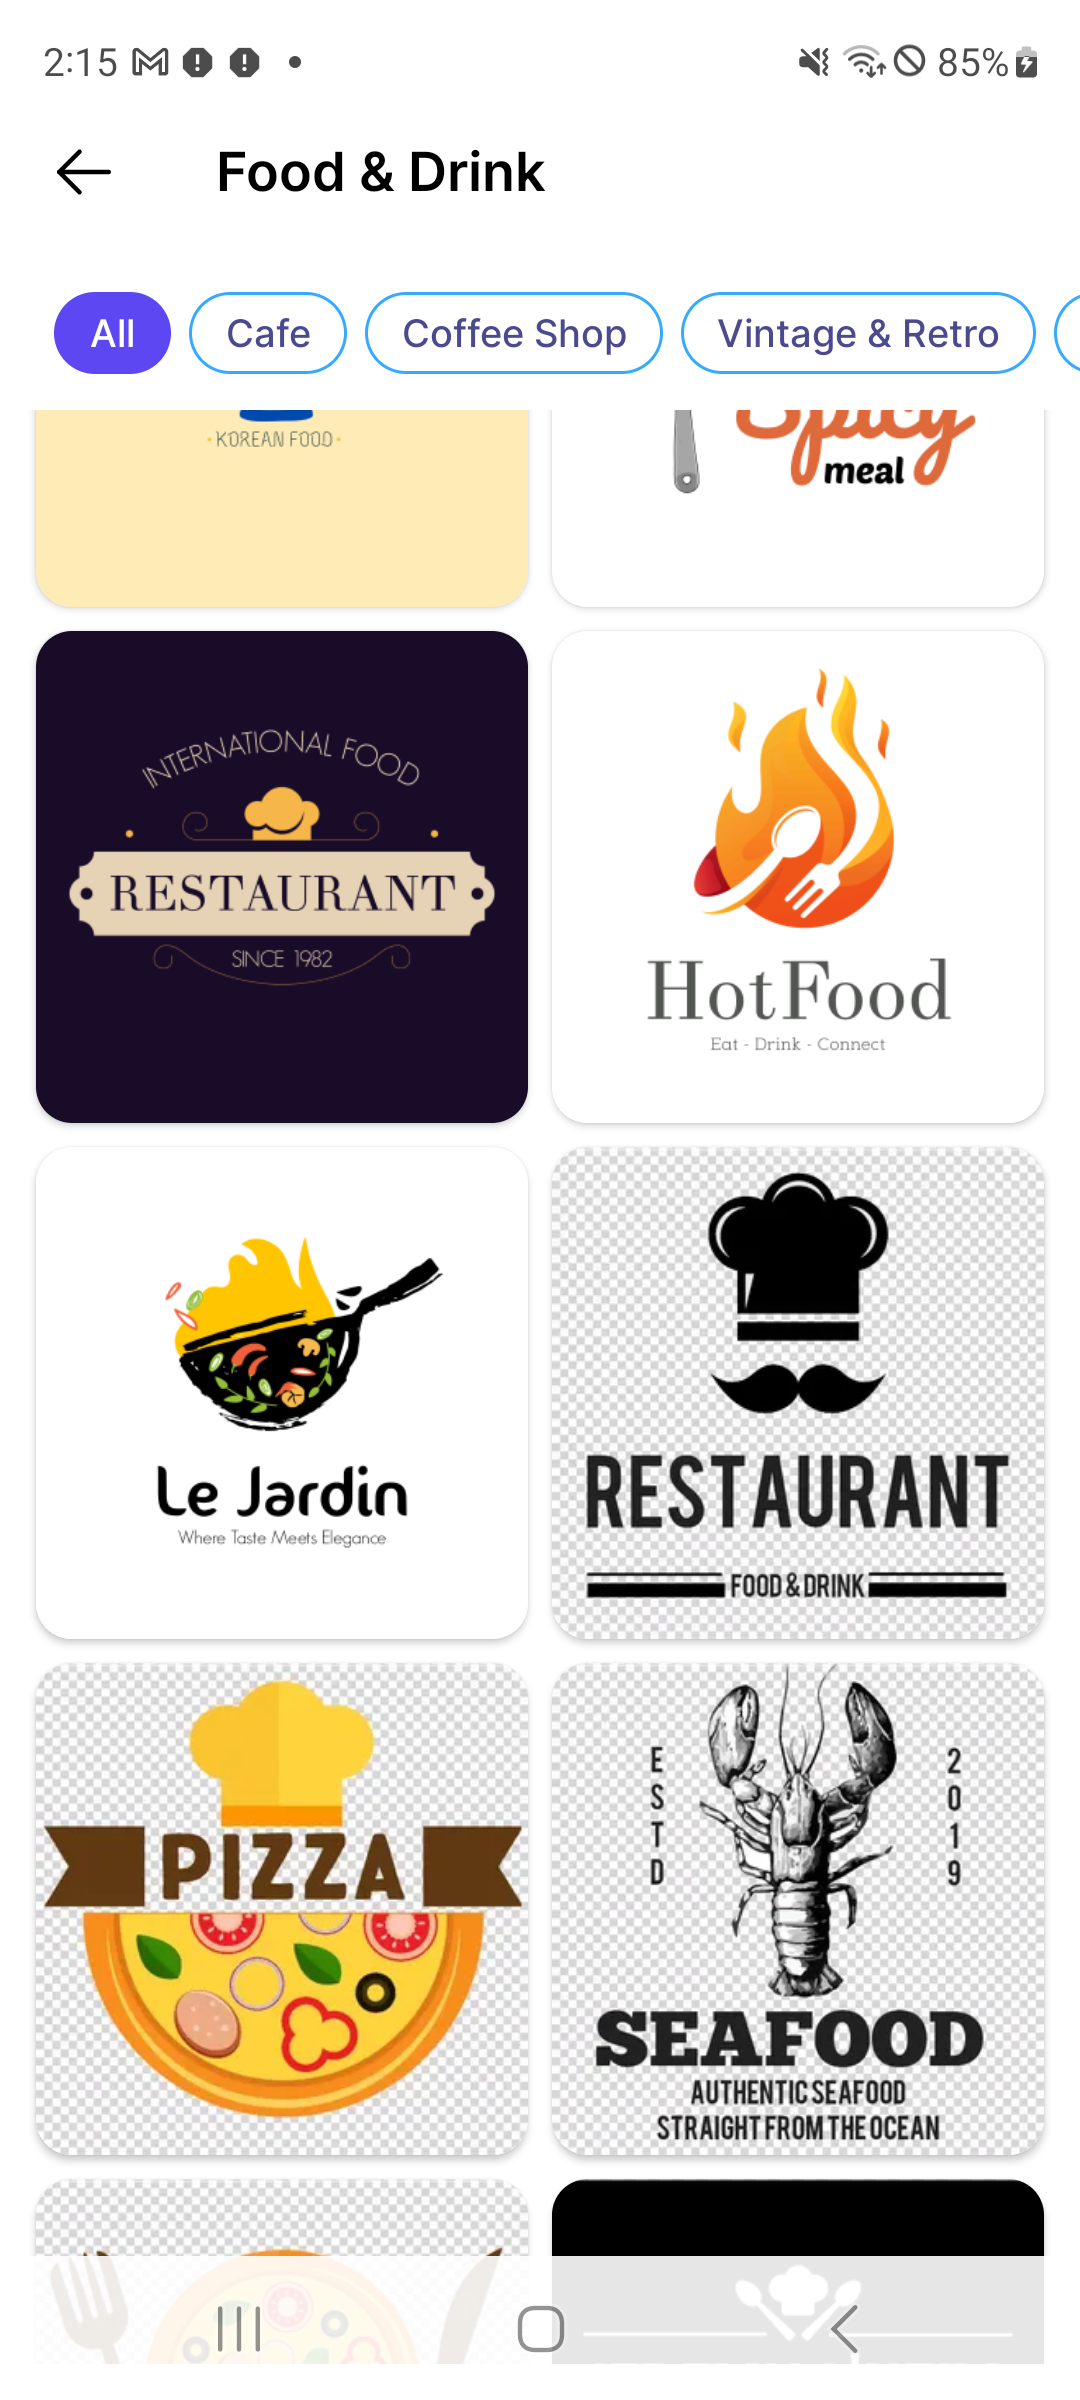 2:15
85%
Food & Drink
All
Cafe
Coffee Shop
Vintage & Retro
• KOREAN FOOD •
Spicy
meal
INTERNATIONAL FOOD
RESTAURANT
SINCE 1982
HotFood
Eat - Drink - Connect
Le Jardin
Where Taste Meets Elegance
RESTAURANT
FOOD & DRINK
PIZZA
ESTD
2019
SEAFOOD
AUTHENTIC SEAFOOD
STRAIGHT FROM THE OCEAN